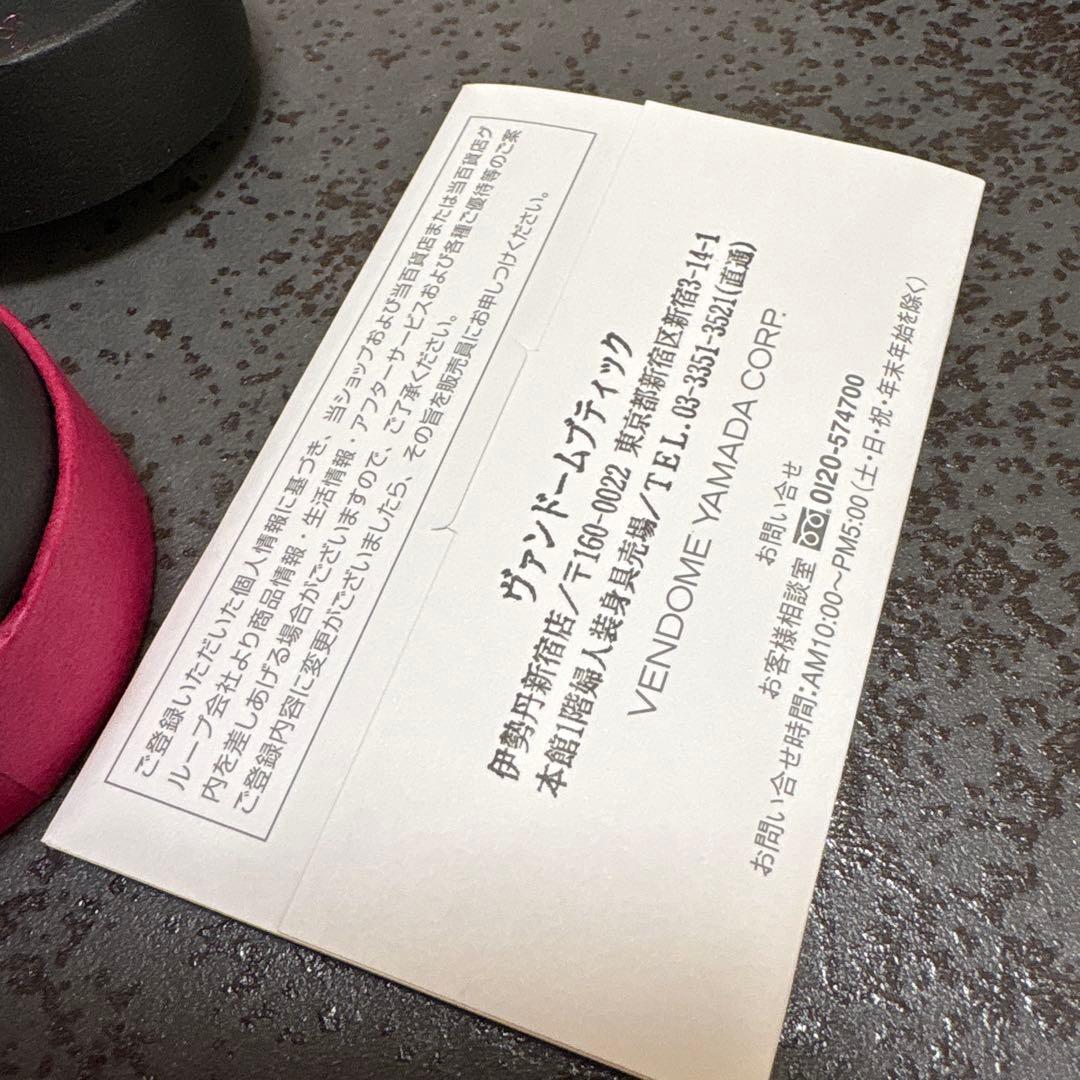 ご登録いただいた個人情報に基づき、当ショップおよび当百貨店または当百貨店グ
ループ会社より商品情報・生活情報・アフターサービスおよび各種ご優待等のご案
内を差しあげる場合がございますので、ご了承ください。
ご登録内容に変更がございましたら、その旨を販売員にお申しつけください。
ヴァンドームブティック
伊勢丹新宿店/〒160-0022 東京都新宿区新宿3-14-1
本館1階婦人装身具売場/TEL.03-3351-3521(直通)
VENDOME YAMADA CORP.
お問い合せ
お客様相談室 0120-574700
お問い合せ時間:AM10:00〜PM5:00(土・日・祝・年末年始を除く)